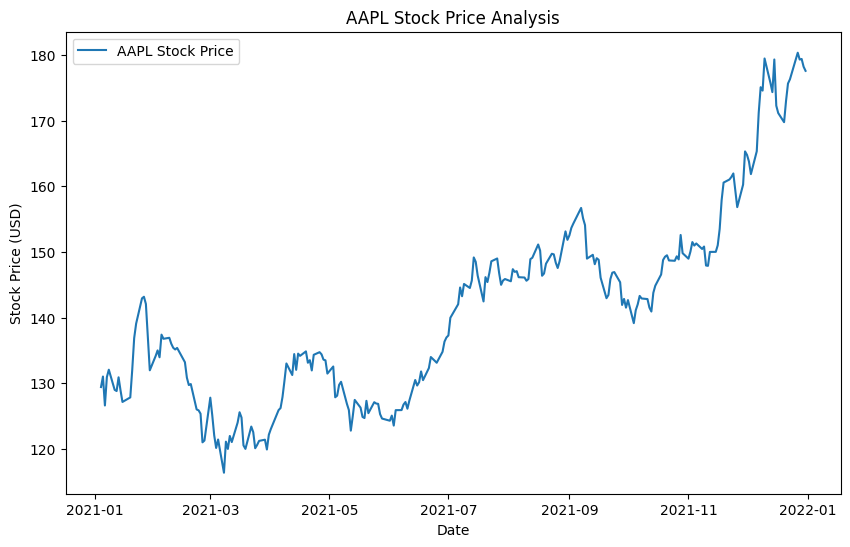 AAPL Stock Price Analysis
AAPL Stock Price
180
170
160
150
140
130
120
Stock Price (USD)
2021-01 2021-03 2021-05 2021-07 2021-09 2021-11 2022-01
Date